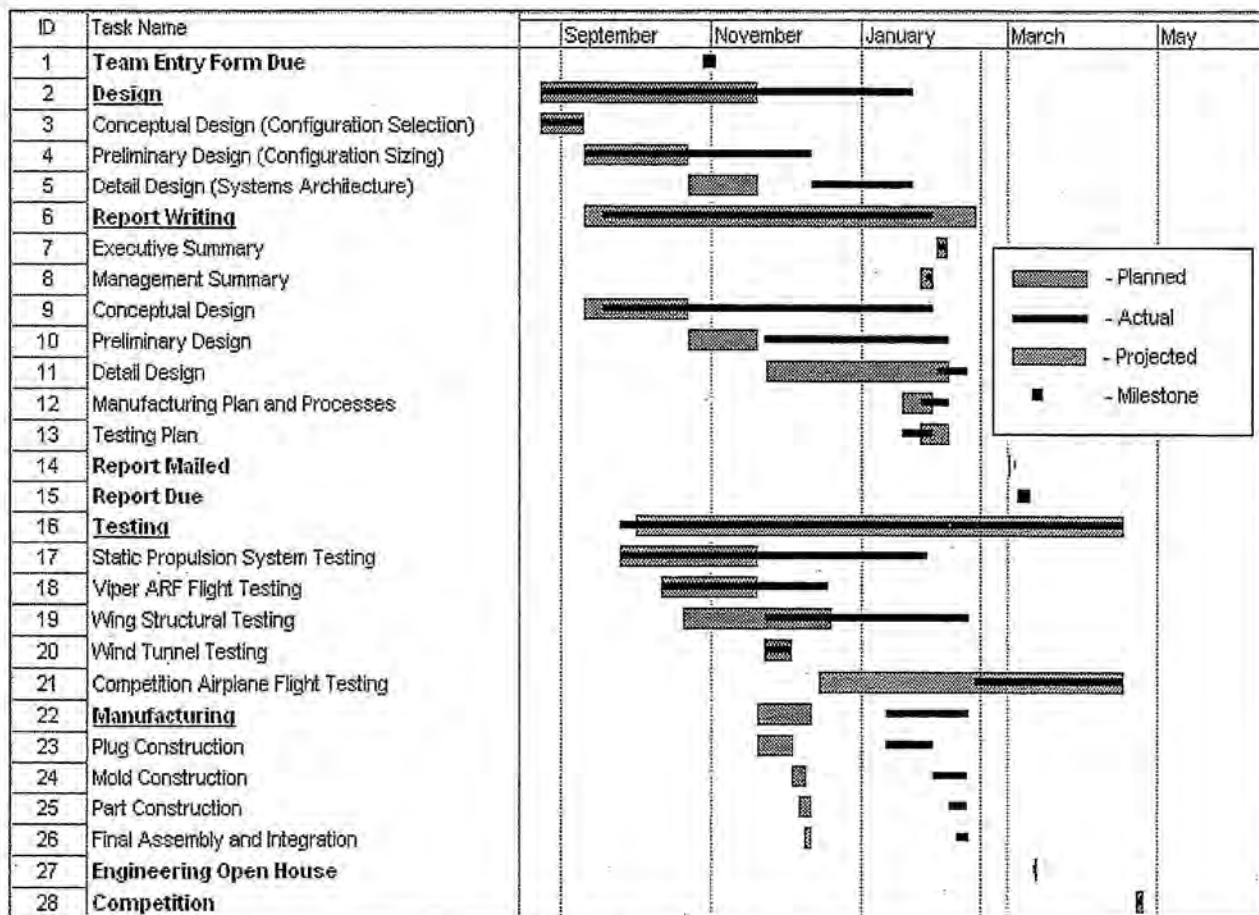 ID Task Name September November January March May
1 Team Entry Form Due
2 Design
3 Conceptual Design (Configuration Selection)
4 Preliminary Design (Configuration Sizing)
5 Detail Design (Systems Architecture)
6 Report Writing
7 Executive Summary
8 Management Summary
9 Conceptual Design
10 Preliminary Design
11 Detail Design
12 Manufacturing Plan and Processes
13 Testing Plan
14 Report Mailed
15 Report Due
16 Testing
17 Static Propulsion System Testing
18 Viper ARF Flight Testing
19 Wing Structural Testing
20 Wind Tunnel Testing
21 Competition Airplane Flight Testing
22 Manufacturing
23 Plug Construction
24 Mold Construction
25 Part Construction
26 Final Assembly and Integration
27 Engineering Open House
28 Competition
- Planned
- Actual
- Projected
- Milestone